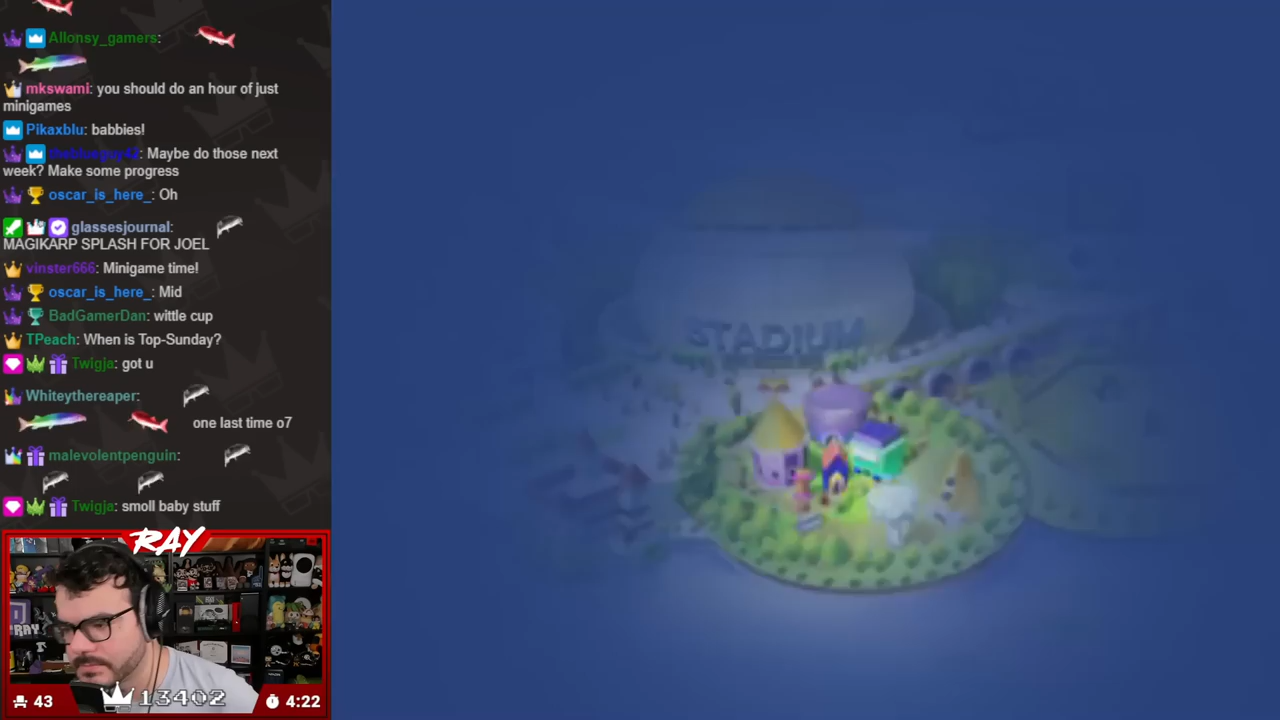 Allonsy_gamers:
mkswami: you should do an hour of just
minigames
Pikaxblu: babbies!
theblueguy42: Maybe do those next
week? Make some progress
oscar_is_here_: Oh
glassesjournal:
MAGIKARP SPLASH FOR JOEL
vinster666: Minigame time!
oscar_is_here_: Mid
BadGamerDan: wittle cup
TPeach: When is Top-Sunday?
Twigja: got u
Whiteythereaper:
one last time o7
malevolentpenguin:
Twigja: smoll baby stuff
RAY
RAY
43
13402
4:22
STADIUM